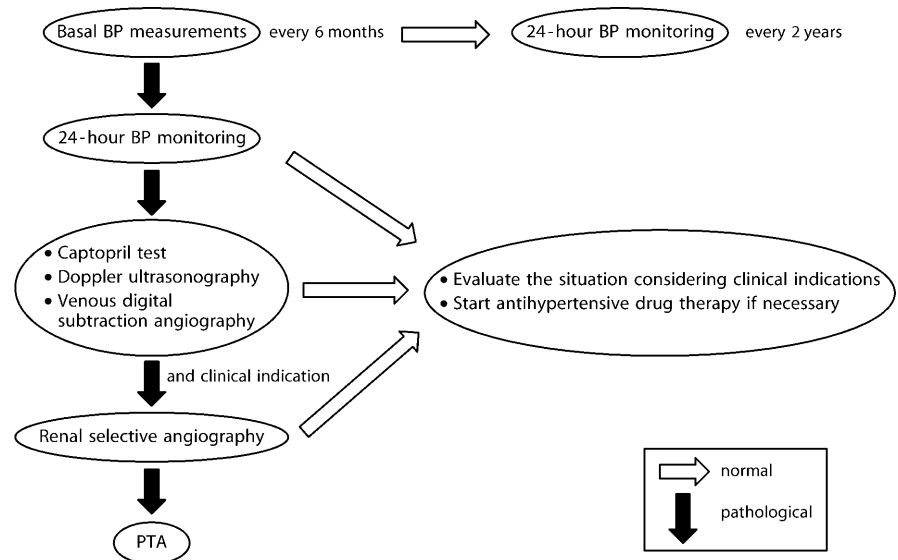 Basal BP measurements every 6 months
24-hour BP monitoring every 2 years
24-hour BP monitoring
• Captopril test
• Doppler ultrasonography
• Venous digital
subtraction angiography
• Evaluate the situation considering clinical indications
• Start antihypertensive drug therapy if necessary
and clinical indication
Renal selective angiography
PTA
normal
pathological